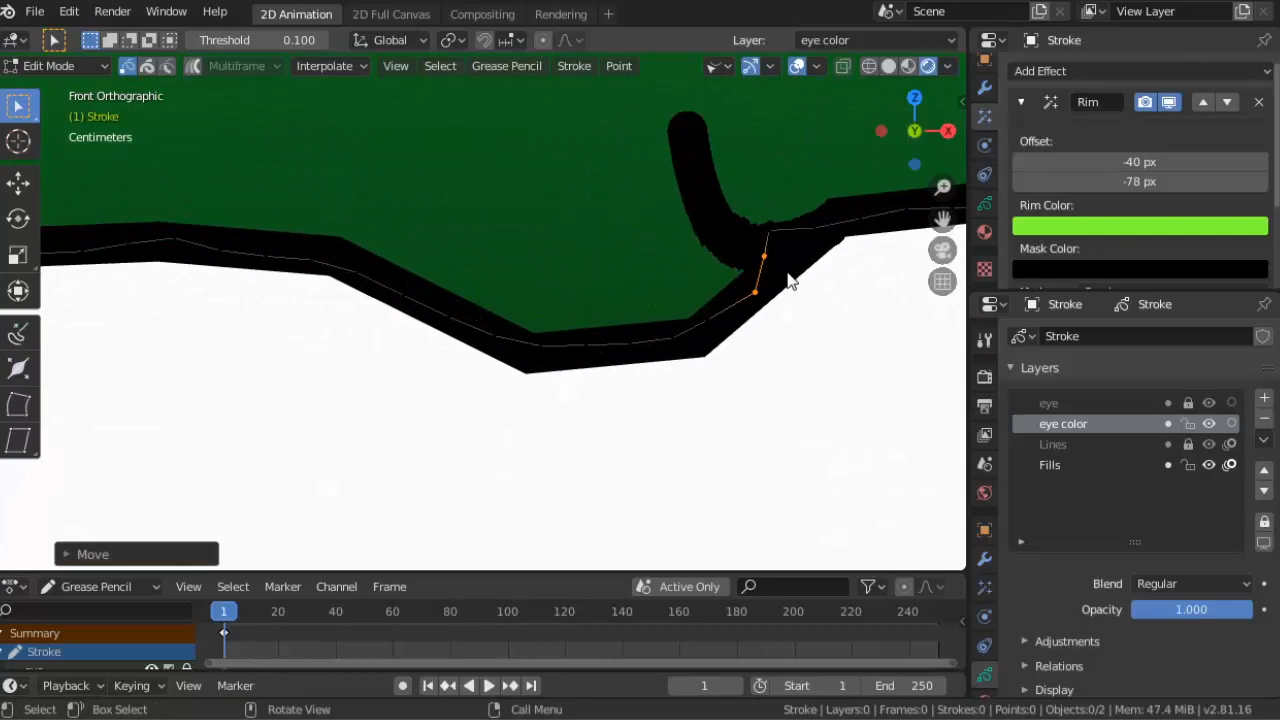 File Edit Render Window Help 2D Animation 2D Full Canvas Compositing Rendering + Scene View Layer
Threshold 0.100 Global Layer: eye color Stroke
Edit Mode Multiframe Interpolate View Select Grease Pencil Stroke Point Add Effect
Front Orthographic
(1) Stroke
Centimeters
Z
Y
X
Rim
Offset:
-40 px
-78 px
Rim Color:
Mask Color:
Stroke Stroke
Stroke
Layers
eye
eye color
Lines
Fills
Move
Blend Regular
Opacity 1.000
Adjustments
Relations
Display
Grease Pencil View Select Marker Channel Frame Active Only
1 20 40 60 80 100 120 140 160 180 200 220 240
Summary
Stroke
Playback Keying View Marker 1 Start 1 End 250
Select Box Select Rotate View Call Menu Stroke | Layers:0 | Frames:0 | Strokes:0 | Points:0 | Objects:0/2 | Mem: 47.4 MiB | v2.81.16